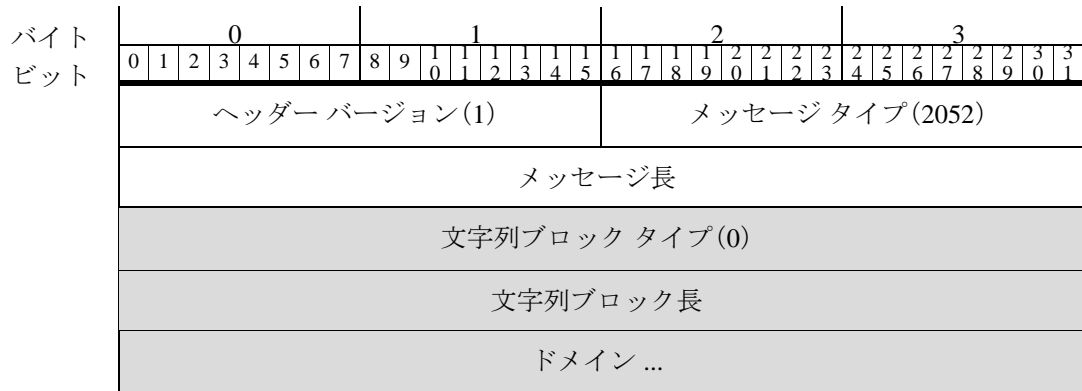 バイト 0 1 2 3
ビット 0 1 2 3 4 5 6 7 8 9 10 11 12 13 14 15 16 17 18 19 20 21 22 23 24 25 26 27 28 29 30 31
ヘッダー バージョン(1) メッセージ タイプ(2052)
メッセージ長
文字列ブロック タイプ(0)
文字列ブロック長
ドメイン ...